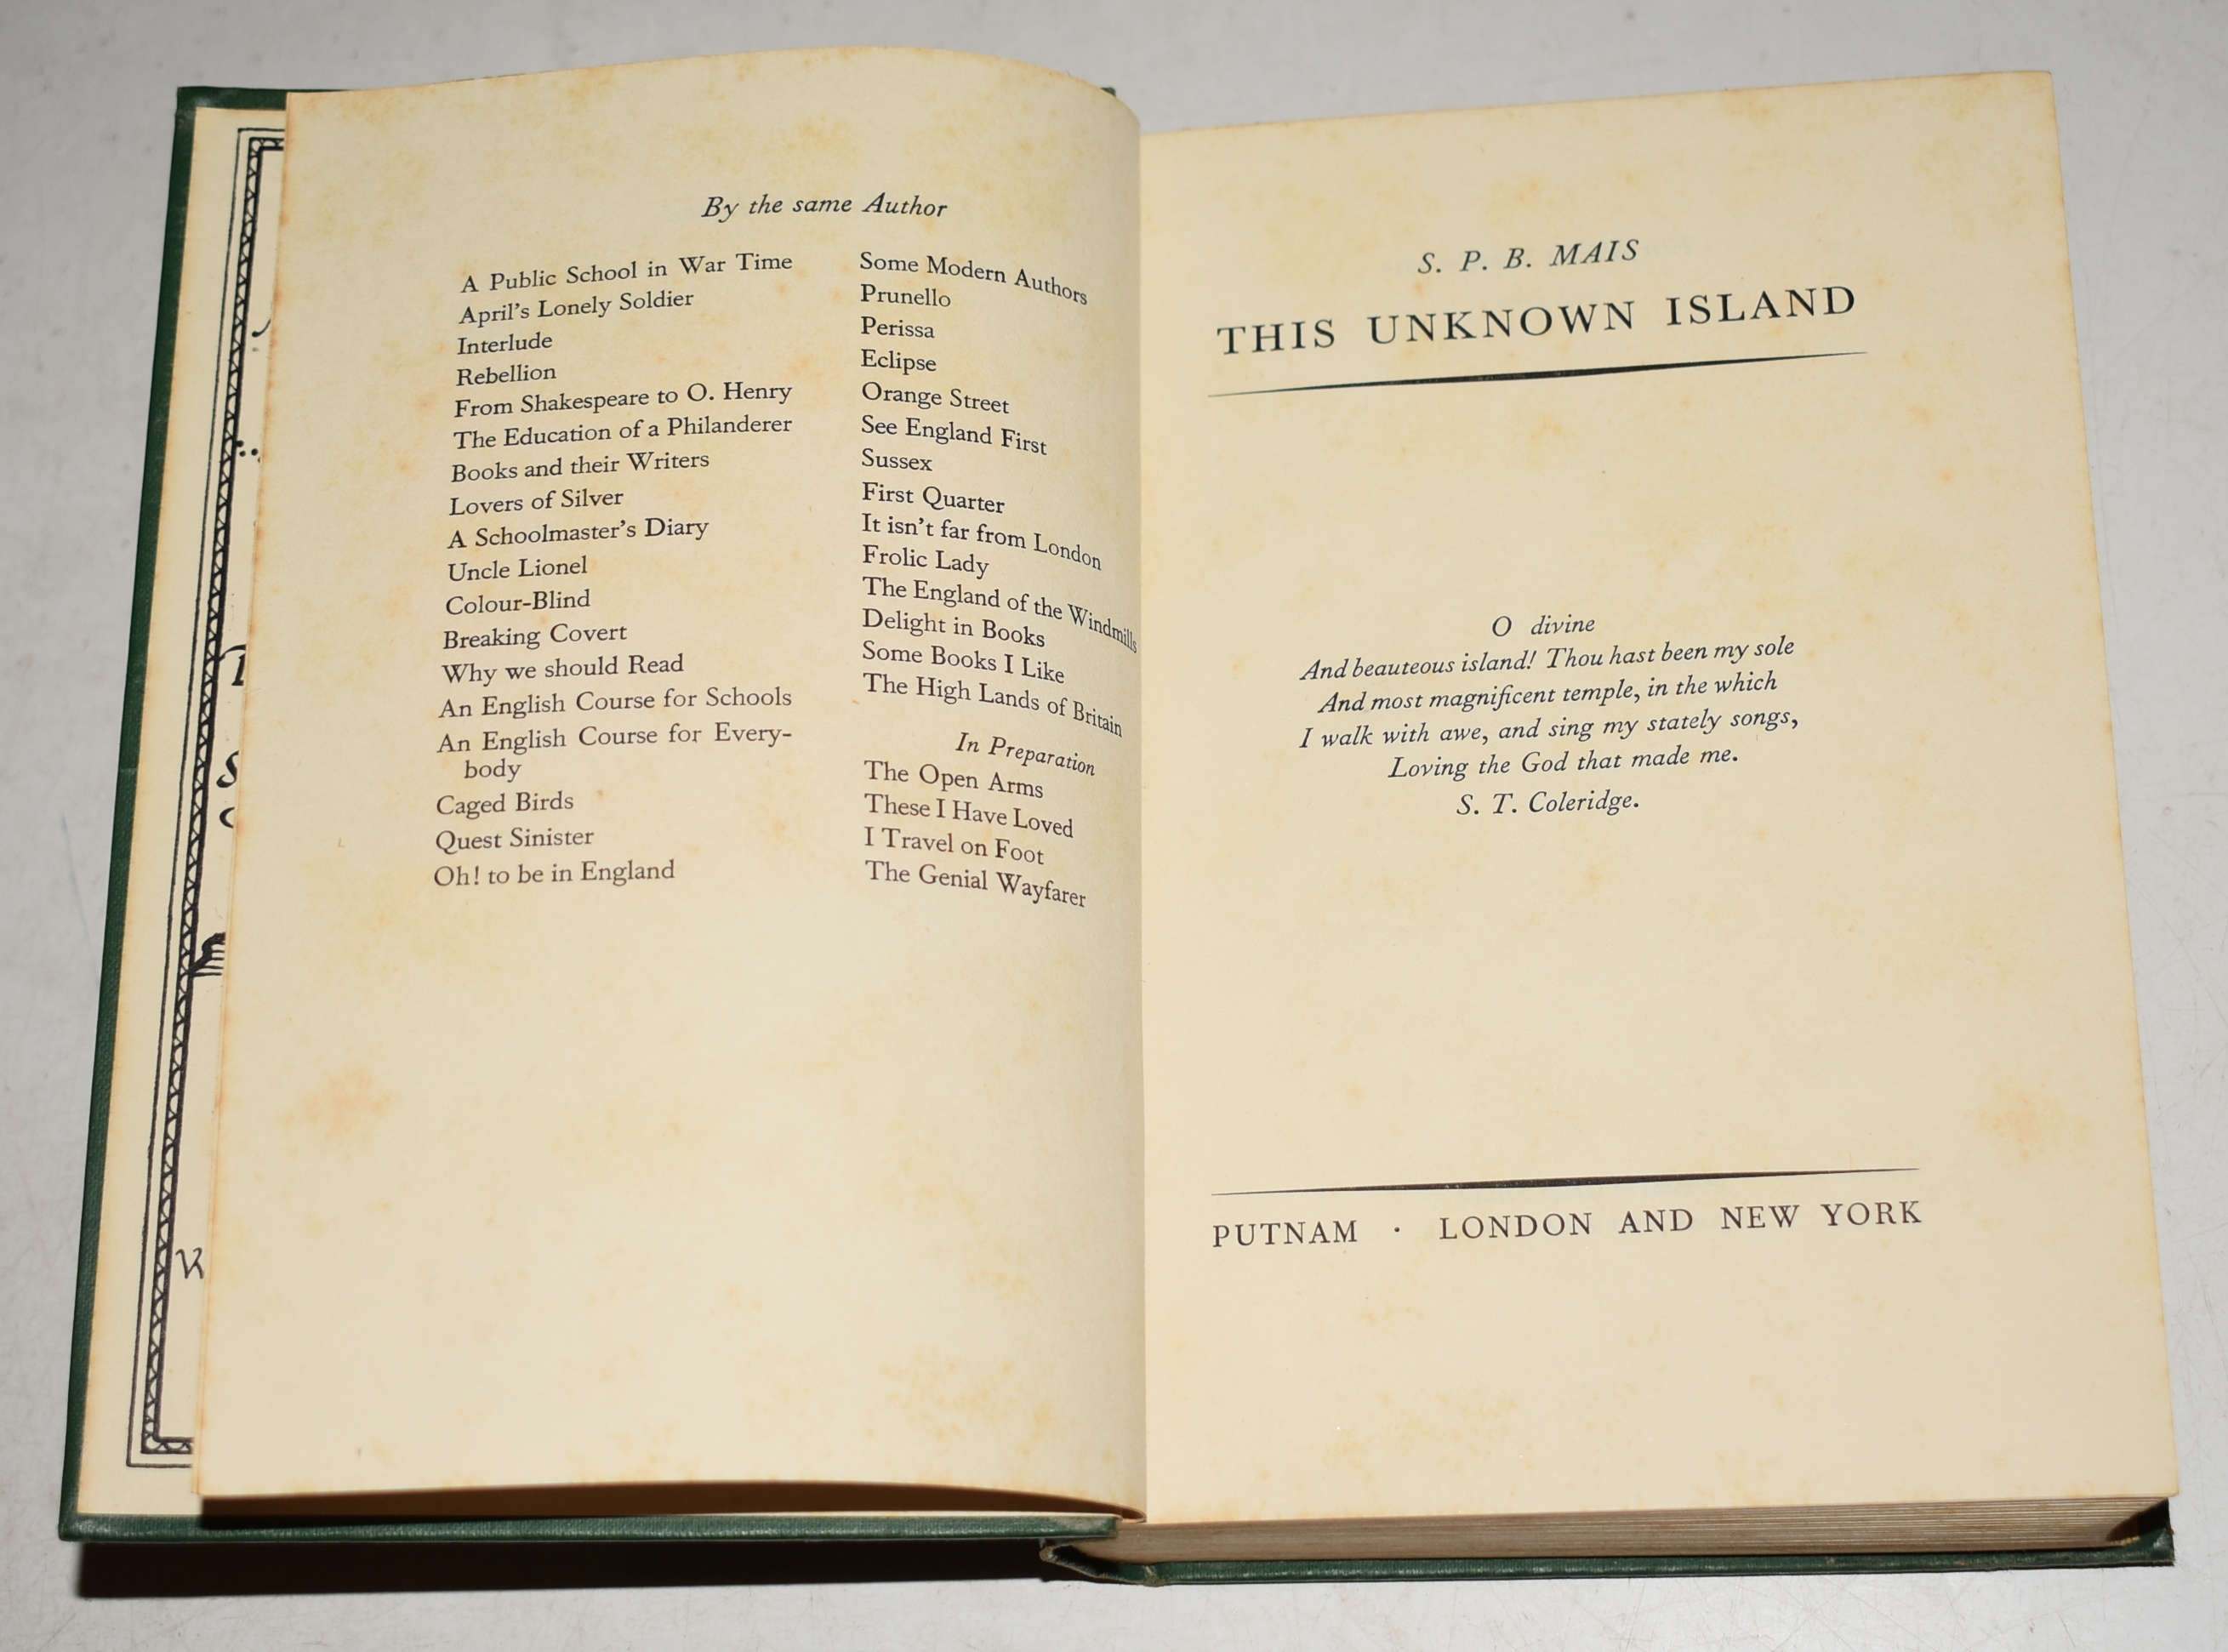 By the same Author
A Public School in War Time
April's Lonely Soldier
Interlude
Rebellion
From Shakespeare to O. Henry
The Education of a Philanderer
Books and their Writers
Lovers of Silver
A Schoolmaster's Diary
Uncle Lionel
Colour-Blind
Breaking Covert
Why we should Read
An English Course for Schools
An English Course for Every-
body
Caged Birds
Quest Sinister
Oh! to be in England
Some Modern Authors
Prunello
Perissa
Eclipse
Orange Street
See England First
Sussex
First Quarter
It isn't far from London
Frolic Lady
The England of the Windmills
Delight in Books
Some Books I Like
The High Lands of Britain
In Preparation
The Open Arms
These I Have Loved
I Travel on Foot
The Genial Wayfarer
S. P. B. MAIS
THIS UNKNOWN ISLAND
O divine
And beauteous island! Thou hast been my sole
And most magnificent temple, in the which
I walk with awe, and sing my stately songs,
Loving the God that made me.
S. T. Coleridge.
PUTNAM · LONDON AND NEW YORK